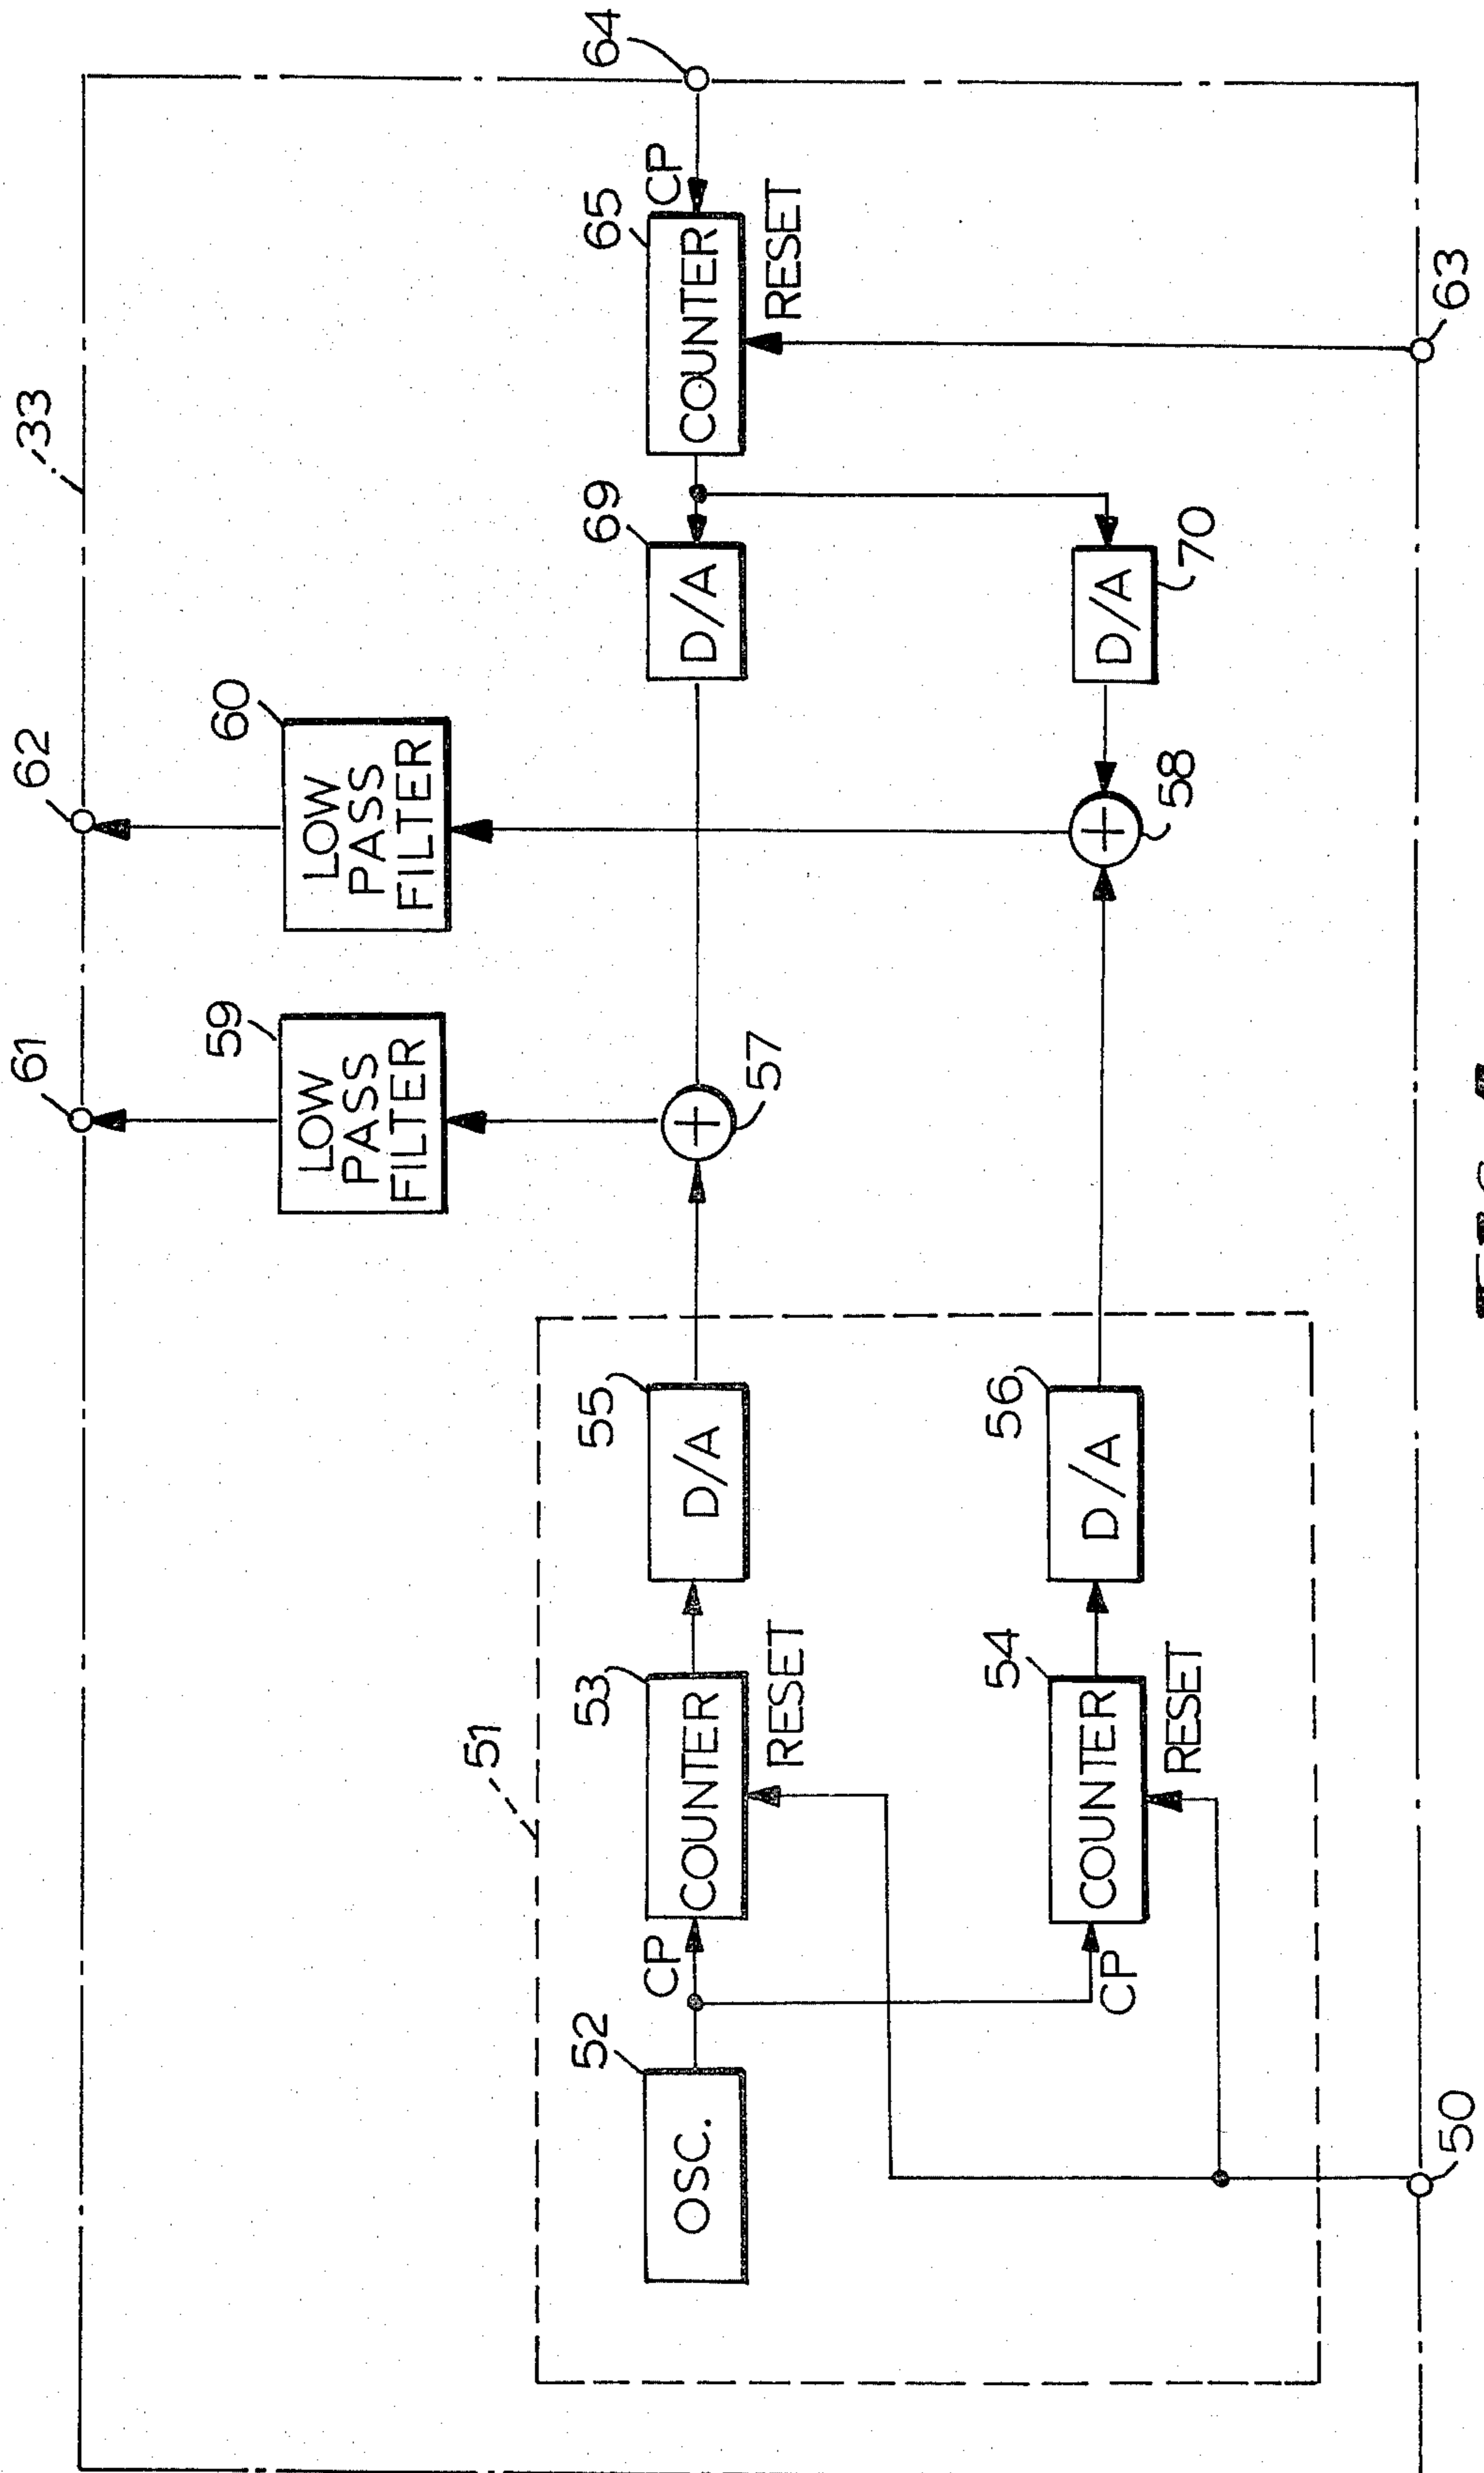 33
61
62
59
LOW
PASS
FILTER
60
LOW
PASS
FILTER
64
51
52
OSC.
CP
53
COUNTER
RESET
55
D/A
57
+
69
D/A
65
COUNTER
CP
RESET
CP
54
COUNTER
RESET
56
D/A
58
+
70
D/A
50
63